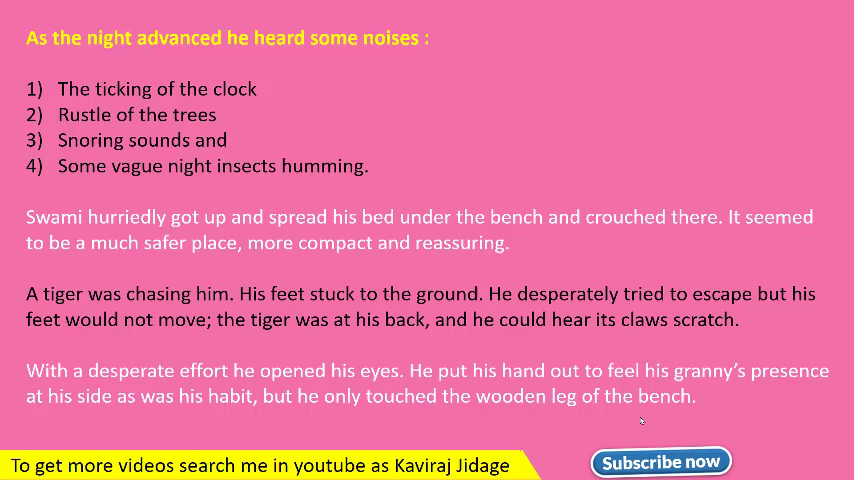 As the night advanced he heard some noises :
1) The ticking of the clock
2) Rustle of the trees
3) Snoring sounds and
4) Some vague night insects humming.
Swami hurriedly got up and spread his bed under the bench and crouched there. It seemed
to be a much safer place, more compact and reassuring.
A tiger was chasing him. His feet stuck to the ground. He desperately tried to escape but his
feet would not move; the tiger was at his back, and he could hear its claws scratch.
With a desperate effort he opened his eyes. He put his hand out to feel his granny’s presence
at his side as was his habit, but he only touched the wooden leg of the bench.
To get more videos search me in youtube as Kaviraj Jidage
Subscribe now